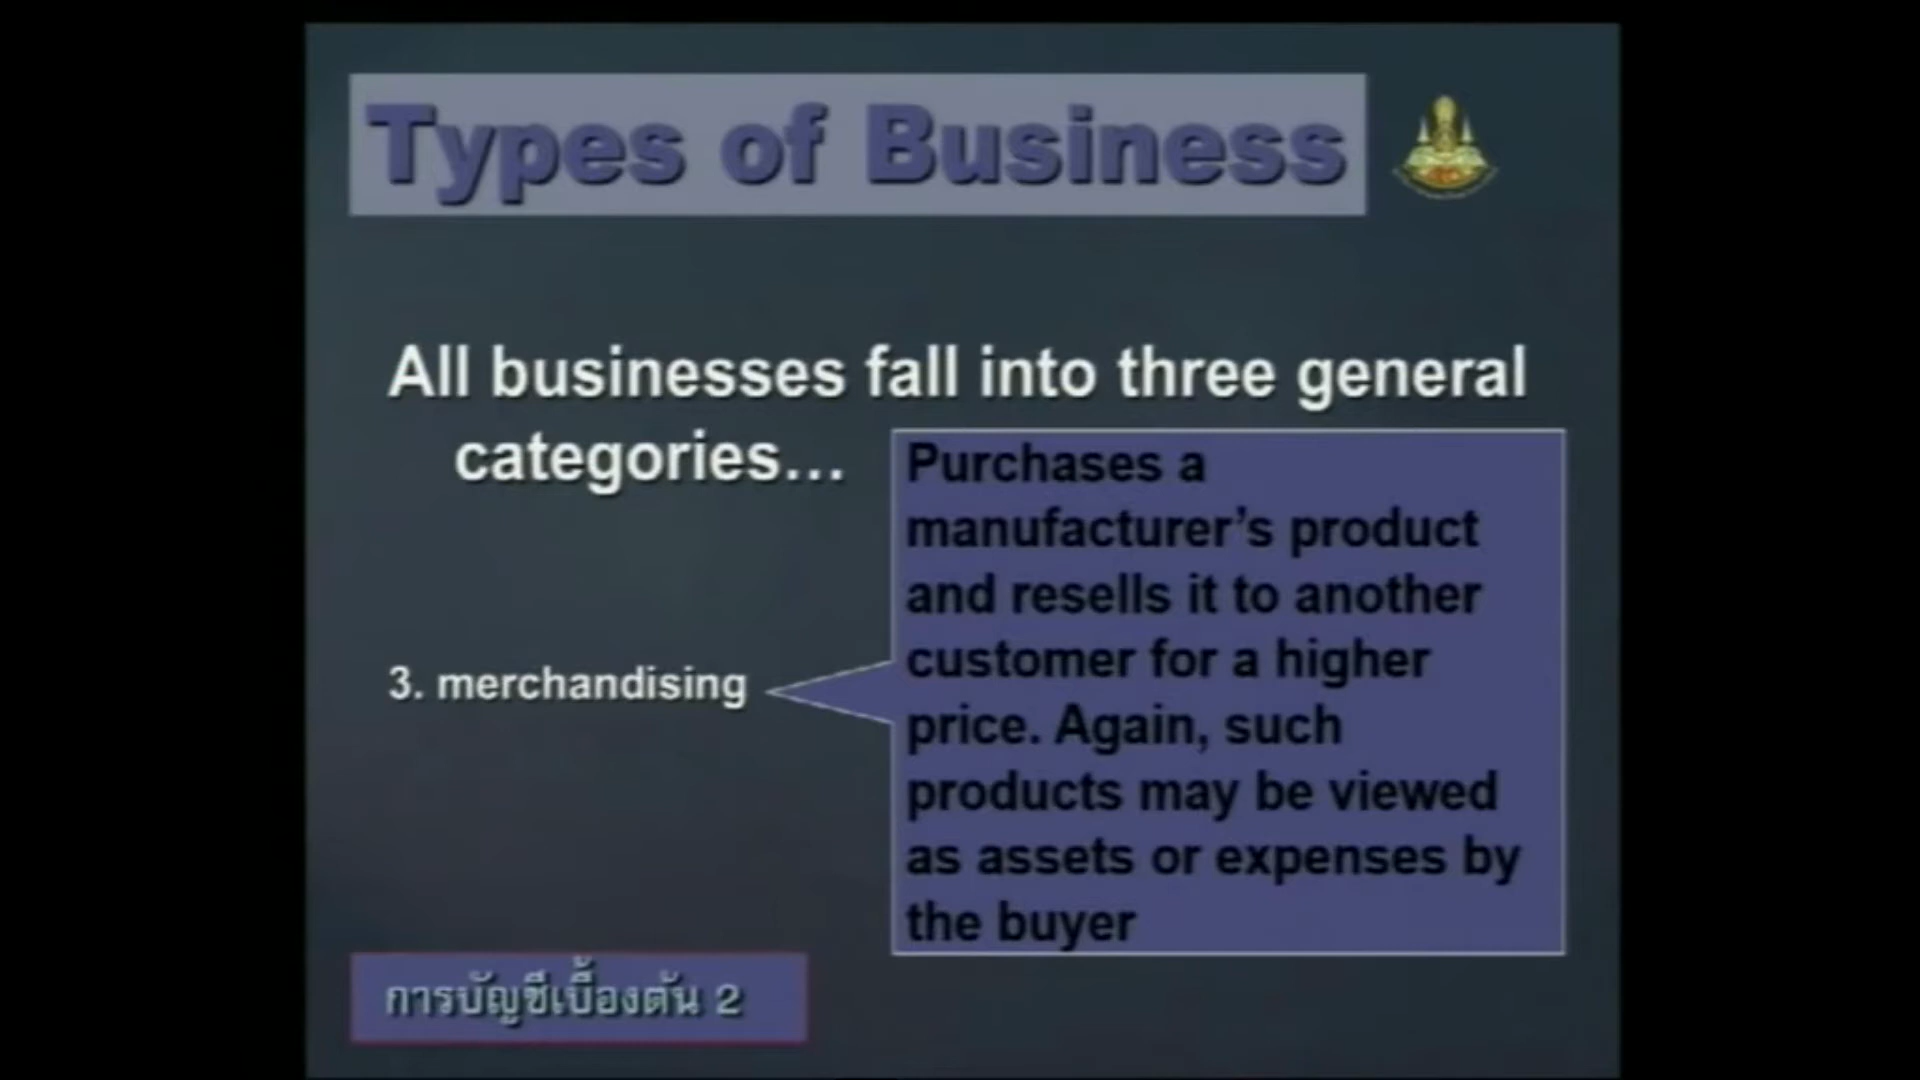 Types of Business
All businesses fall into three general
categories...
Purchases a
manufacturer's product
and resells it to another
customer for a higher
price. Again, such
products may be viewed
as assets or expenses by
the buyer
3. merchandising
การบัญชีเบื้องต้น 2